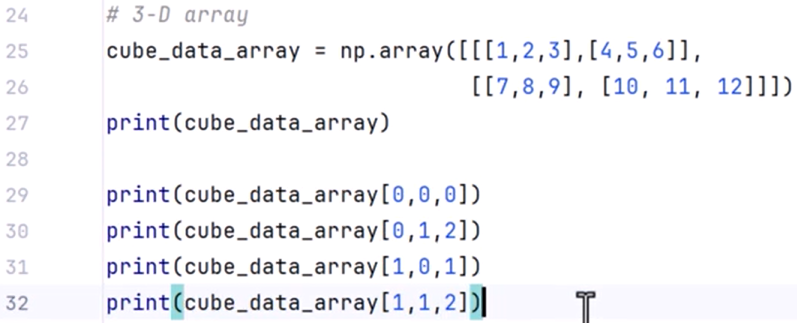 24 # 3-D array
25 cube_data_array = np.array([[[1,2,3],[4,5,6]],
26 [[7,8,9], [10, 11, 12]]])
27 print(cube_data_array)
28
29 print(cube_data_array[0,0,0])
30 print(cube_data_array[0,1,2])
31 print(cube_data_array[1,0,1])
32 print(cube_data_array[1,1,2])